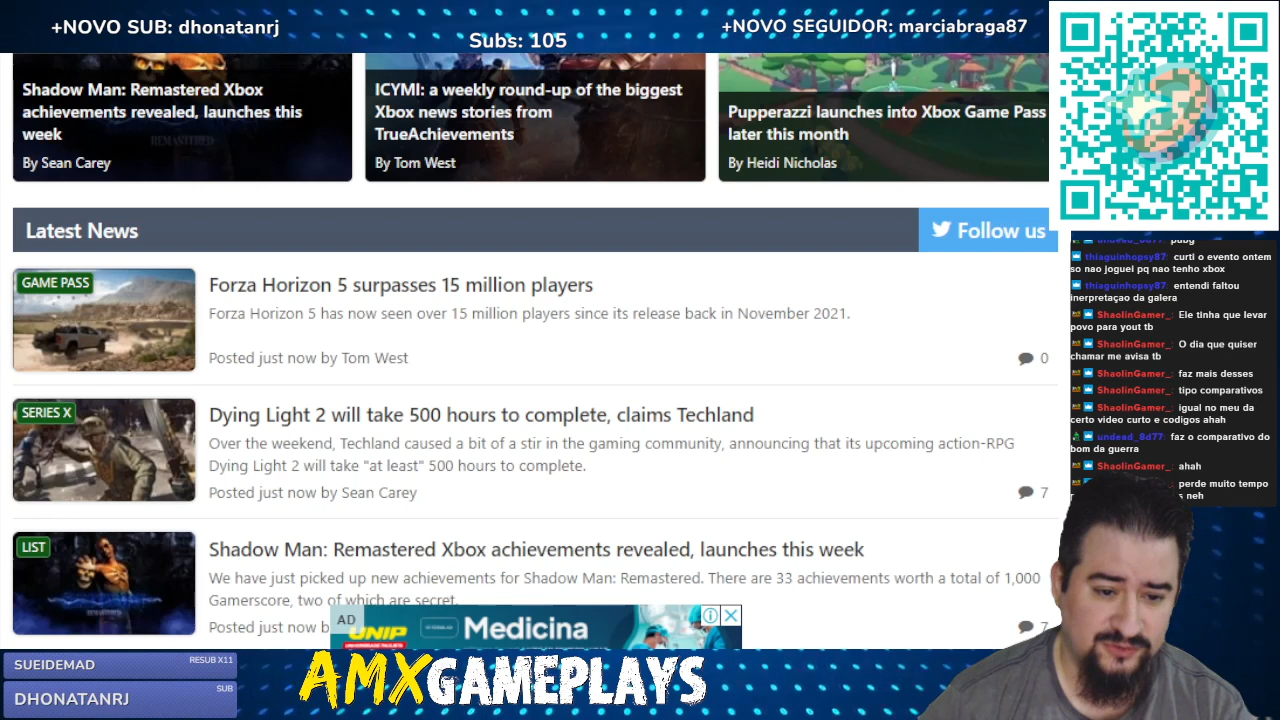 +NOVO SUB: dhonatanrj
Subs: 105
+NOVO SEGUIDOR: marciabraga87
Shadow Man: Remastered Xbox
achievements revealed, launches this
week
By Sean Carey
REMASTERED
ICYMI: a weekly round-up of the biggest
Xbox news stories from
TrueAchievements
By Tom West
Pupperazzi launches into Xbox Game Pass
later this month
By Heidi Nicholas
Latest News
Follow us
GAME PASS
Forza Horizon 5 surpasses 15 million players
Forza Horizon 5 has now seen over 15 million players since its release back in November 2021.
Posted just now by Tom West
0
SERIES X
Dying Light 2 will take 500 hours to complete, claims Techland
Over the weekend, Techland caused a bit of a stir in the gaming community, announcing that its upcoming action-RPG
Dying Light 2 will take "at least" 500 hours to complete.
Posted just now by Sean Carey
7
LIST
Shadow Man: Remastered Xbox achievements revealed, launches this week
We have just picked up new achievements for Shadow Man: Remastered. There are 33 achievements worth a total of 1,000
Gamerscore, two of which are secret.
Posted just now b
7
AD
UNIP
Medicina
undead_8d77: pubg
thiaguinhopsy87: curti o evento ontem
so nao joguei pq nao tenho xbox
thiaguinhopsy87: entendi faltou
inerpretaçao da galera
ShaolinGamer_: Ele tinha que levar
povo para yout tb
ShaolinGamer_: O dia que quiser
chamar me avisa tb
ShaolinGamer_: faz mais desses
ShaolinGamer_: tipo comparativos
ShaolinGamer_: igual no meu da
certo video curto e codigos ahah
undead_8d77: faz o comparativo do
bom da guerra
ShaolinGamer_: ahah
perde muito tempo
neh
SUEIDEMAD
RESUB X11
DHONATANRJ
SUB
AMXGAMEPLAYS